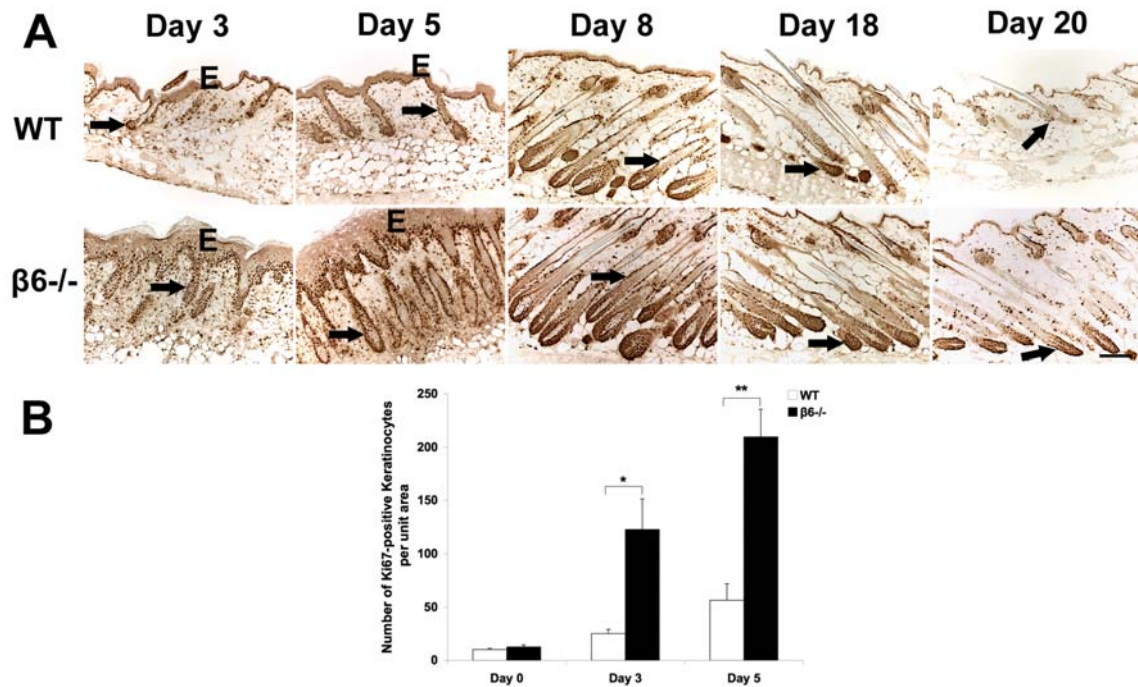 A
Day 3 Day 5 Day 8 Day 18 Day 20
WT
E E
β6-/-
E E
B
Number of Ki67-positive Keratinocytes
per unit area
250
200
150
100
50
0
* **
WT
β6-/-
Day 0 Day 3 Day 5